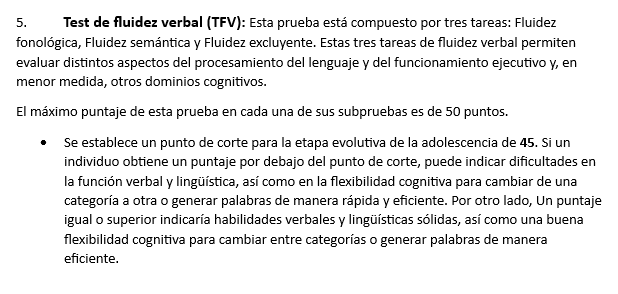 5. Test de fluidez verbal (TFV): Esta prueba está compuesto por tres tareas: Fluidez
fonológica, Fluidez semántica y Fluidez excluyente. Estas tres tareas de fluidez verbal permiten
evaluar distintos aspectos del procesamiento del lenguaje y del funcionamiento ejecutivo y, en
menor medida, otros dominios cognitivos.
El máximo puntaje de esta prueba en cada una de sus subpruebas es de 50 puntos.
• Se establece un punto de corte para la etapa evolutiva de la adolescencia de 45. Si un
individuo obtiene un puntaje por debajo del punto de corte, puede indicar dificultades en
la función verbal y lingüística, así como en la flexibilidad cognitiva para cambiar de una
categoría a otra o generar palabras de manera rápida y eficiente. Por otro lado, Un puntaje
igual o superior indicaría habilidades verbales y lingüísticas sólidas, así como una buena
flexibilidad cognitiva para cambiar entre categorías o generar palabras de manera
eficiente.